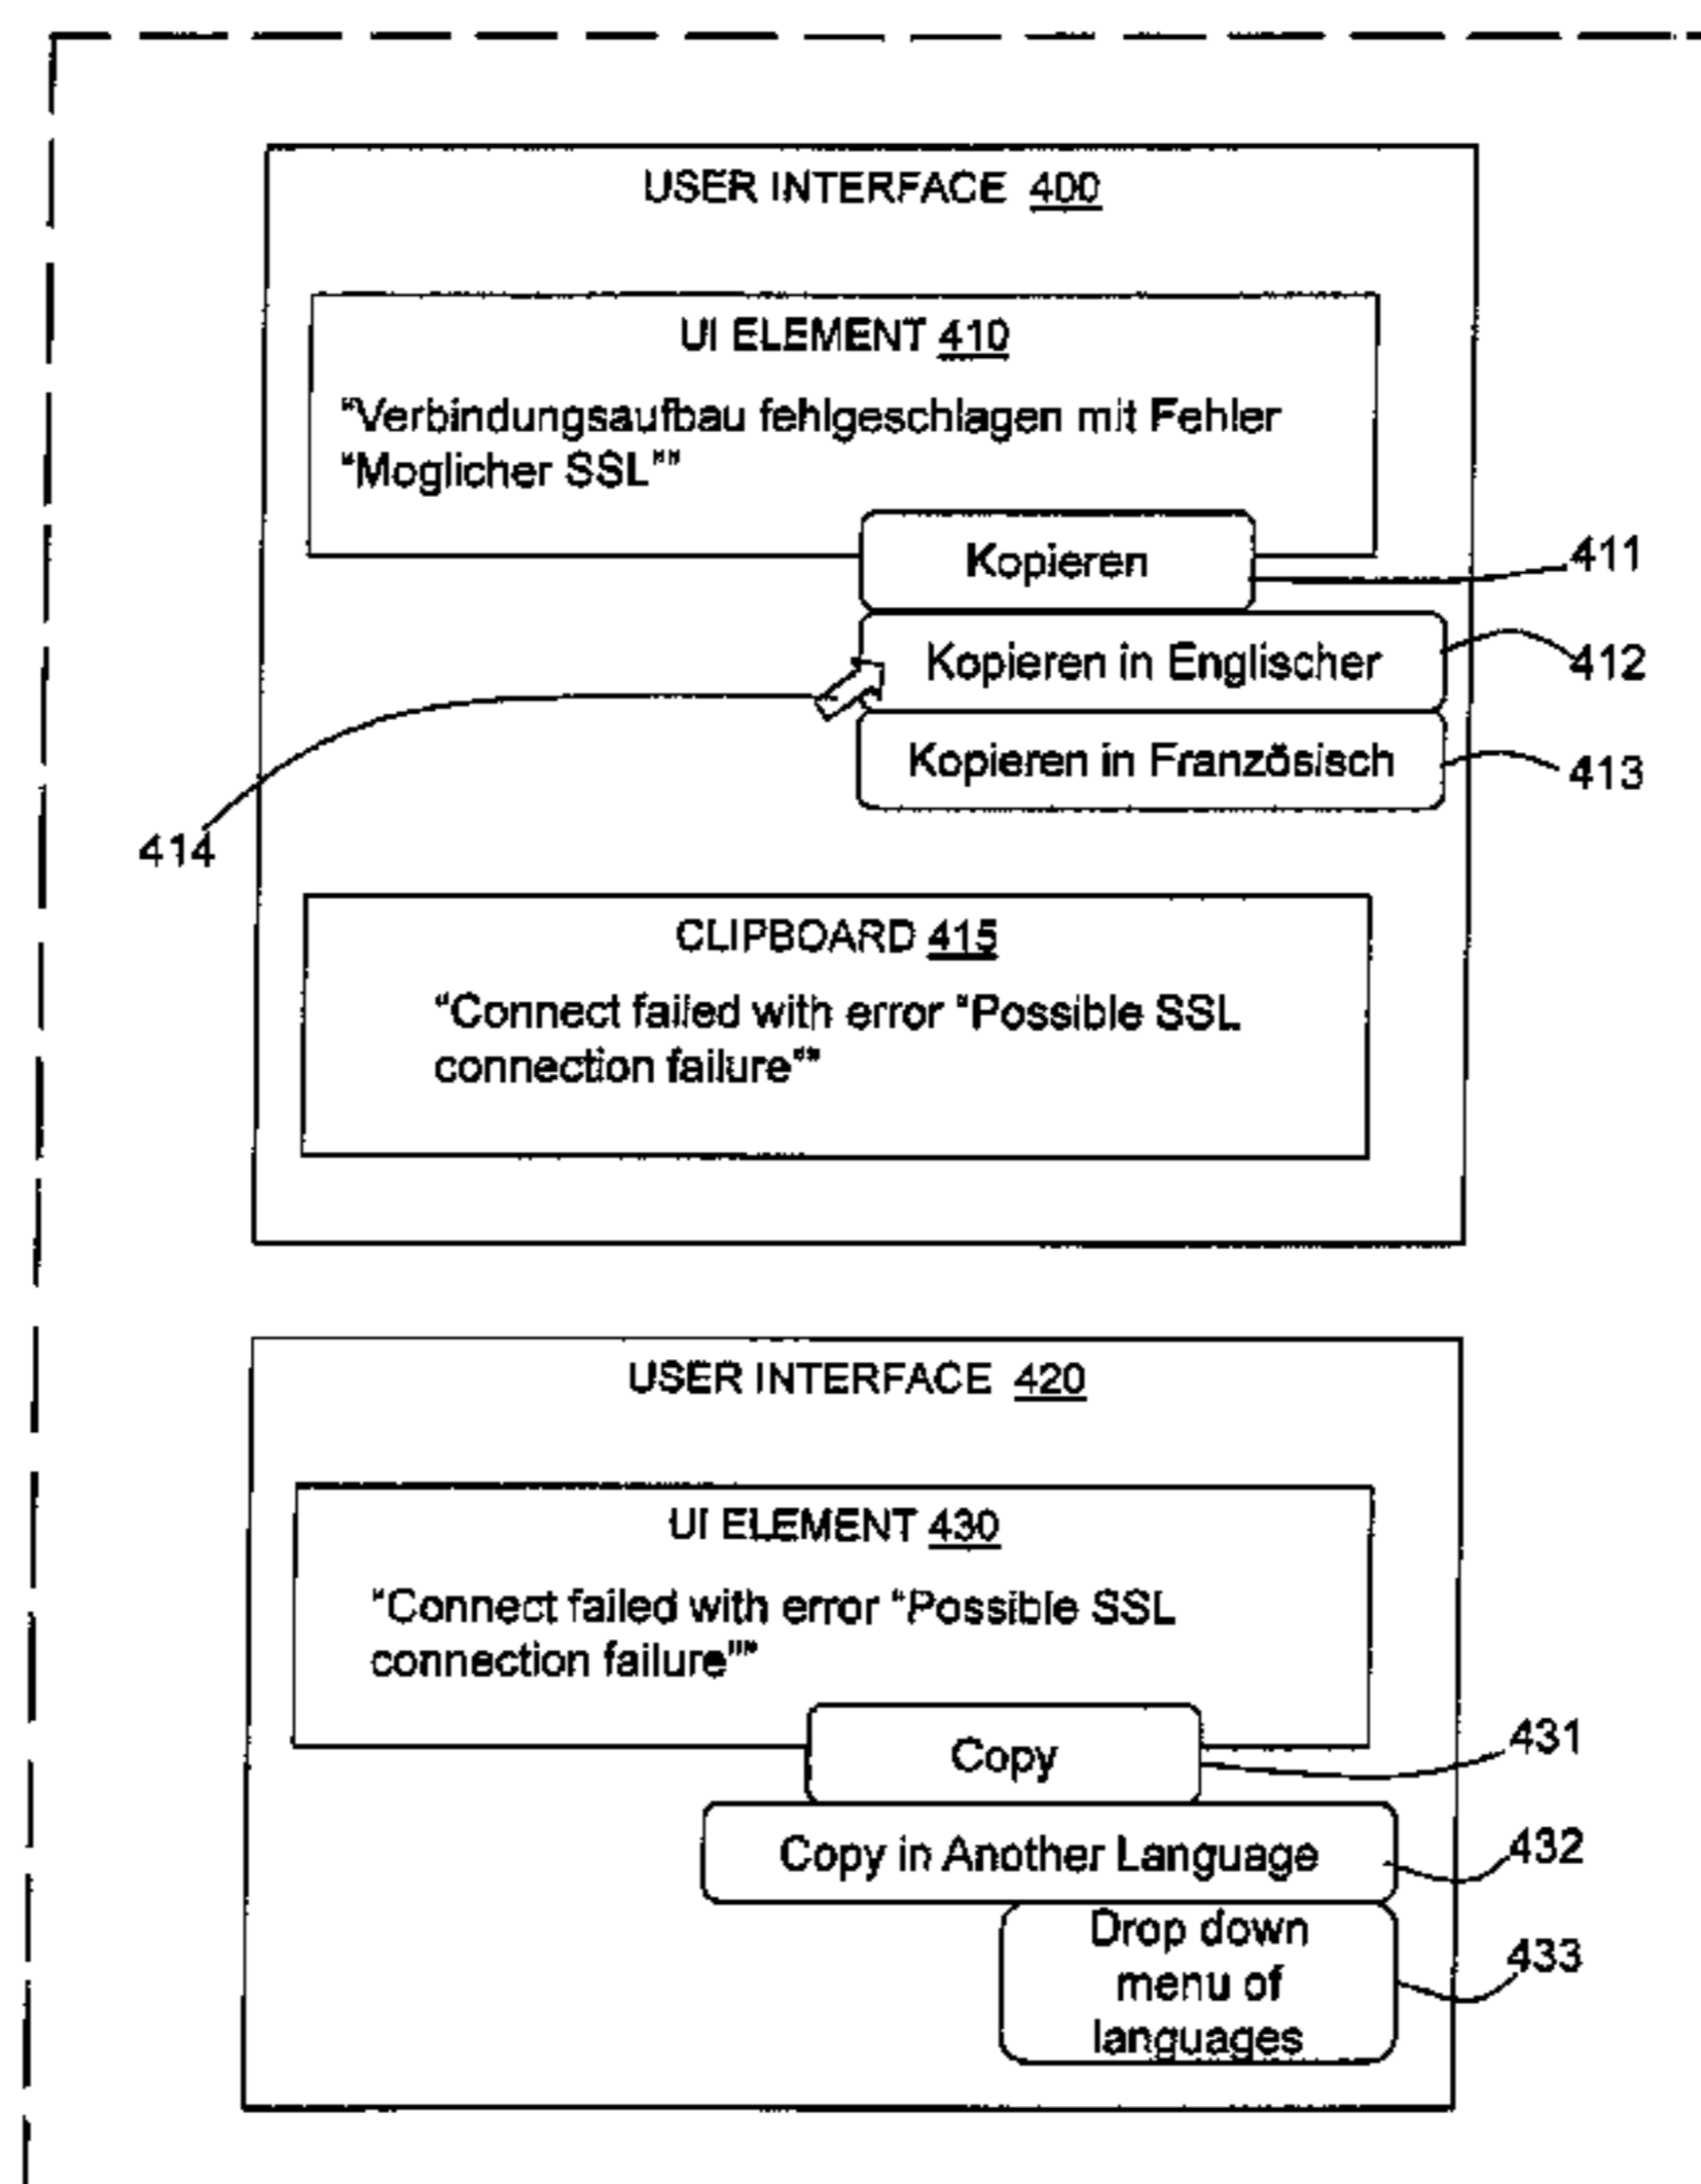 USER INTERFACE 400
UI ELEMENT 410
“Verbindungsaufbau fehlgeschlagen mit Fehler
“Moglicher SSL””
Kopieren
411
Kopieren in Englischer
412
Kopieren in Französisch
413
414
CLIPBOARD 415
“Connect failed with error “Possible SSL
connection failure””
USER INTERFACE 420
UI ELEMENT 430
“Connect failed with error “Possible SSL
connection failure””
Copy
431
Copy in Another Language
432
Drop down
menu of
languages
433